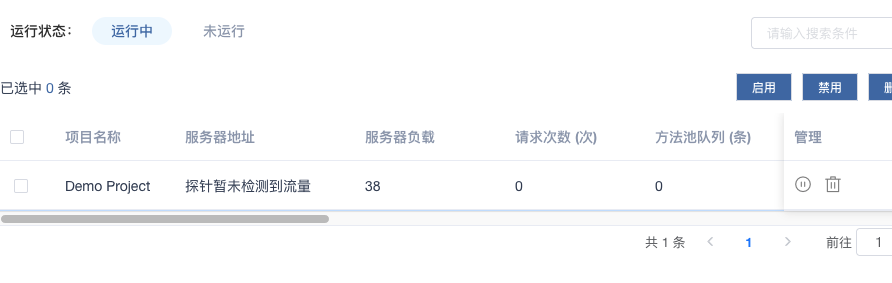 运行状态： 运行中 未运行 请输入搜索条件
已选中 0 条 启用 禁用
项目名称 服务器地址 服务器负载 请求次数 (次) 方法池队列 (条) 管理
Demo Project 探针暂未检测到流量 38 0 0
共 1 条 1 前往 1